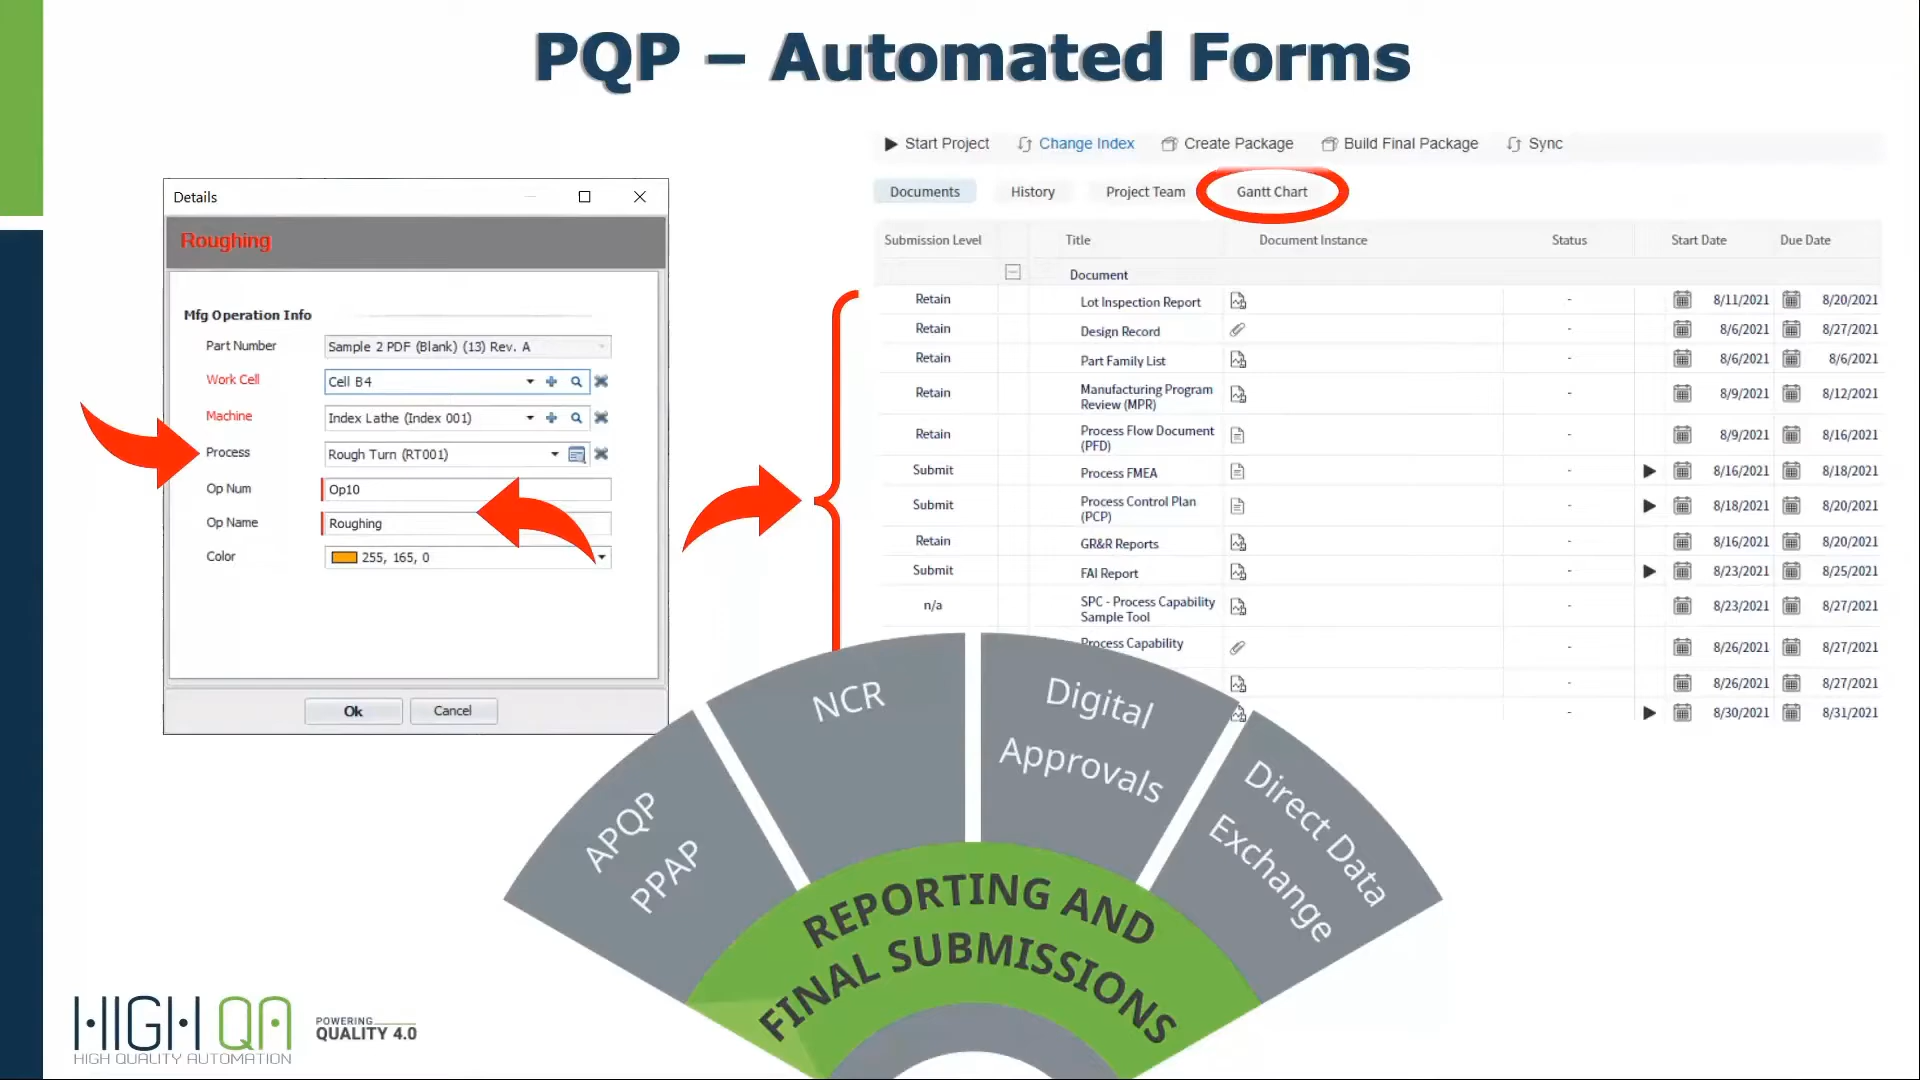 PQP – Automated Forms
Details
Roughing
Mfg Operation Info
Part Number
Sample 2 PDF (Blank) (13) Rev. A
Work Cell
Cell B4
Machine
Index Lathe (Index 001)
Process
Rough Turn (RT001)
Op Num
Op10
Op Name
Roughing
Color
255, 165, 0
Ok
Cancel
Start Project
Change Index
Create Package
Build Final Package
Sync
Documents
History
Project Team
Gantt Chart
Submission Level
Title
Document Instance
Status
Start Date
Due Date
Document
Retain
Lot Inspection Report
-
8/11/2021
8/20/2021
Retain
Design Record
-
8/6/2021
8/27/2021
Retain
Part Family List
-
8/6/2021
8/6/2021
Retain
Manufacturing Program
Review (MPR)
-
8/9/2021
8/12/2021
Retain
Process Flow Document
(PFD)
-
8/9/2021
8/16/2021
Submit
Process FMEA
-
8/16/2021
8/18/2021
Submit
Process Control Plan
(PCP)
-
8/18/2021
8/20/2021
Retain
GR&R Reports
-
8/16/2021
8/20/2021
Submit
FAI Report
-
8/23/2021
8/25/2021
n/a
SPC - Process Capability
Sample Tool
-
8/23/2021
8/27/2021
Process Capability
-
8/26/2021
8/27/2021
-
8/26/2021
8/27/2021
-
8/30/2021
8/31/2021
APQP
PPAP
NCR
Digital
Approvals
Direct Data
Exchange
REPORTING AND
FINAL SUBMISSIONS
HIGH QA
HIGH QUALITY AUTOMATION
POWERING
QUALITY 4.0